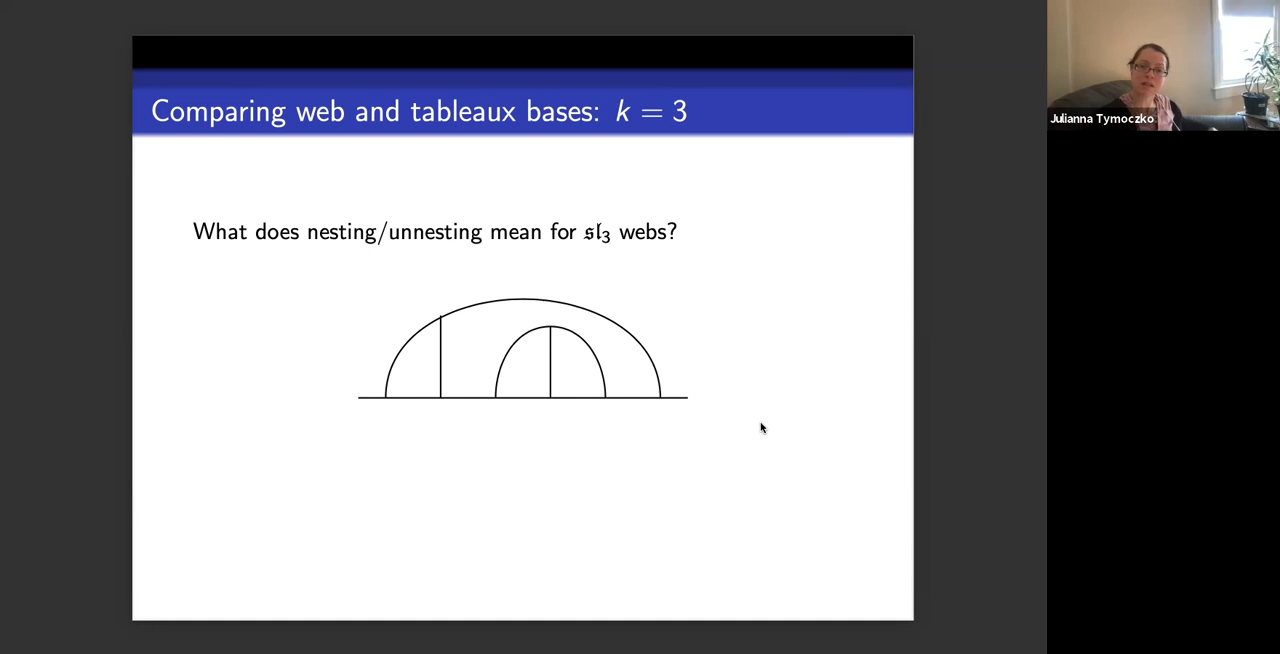 Comparing web and tableaux bases: k = 3
Julianna Tymoczko
What does nesting/unnesting mean for 𝔰𝔩₃ webs?